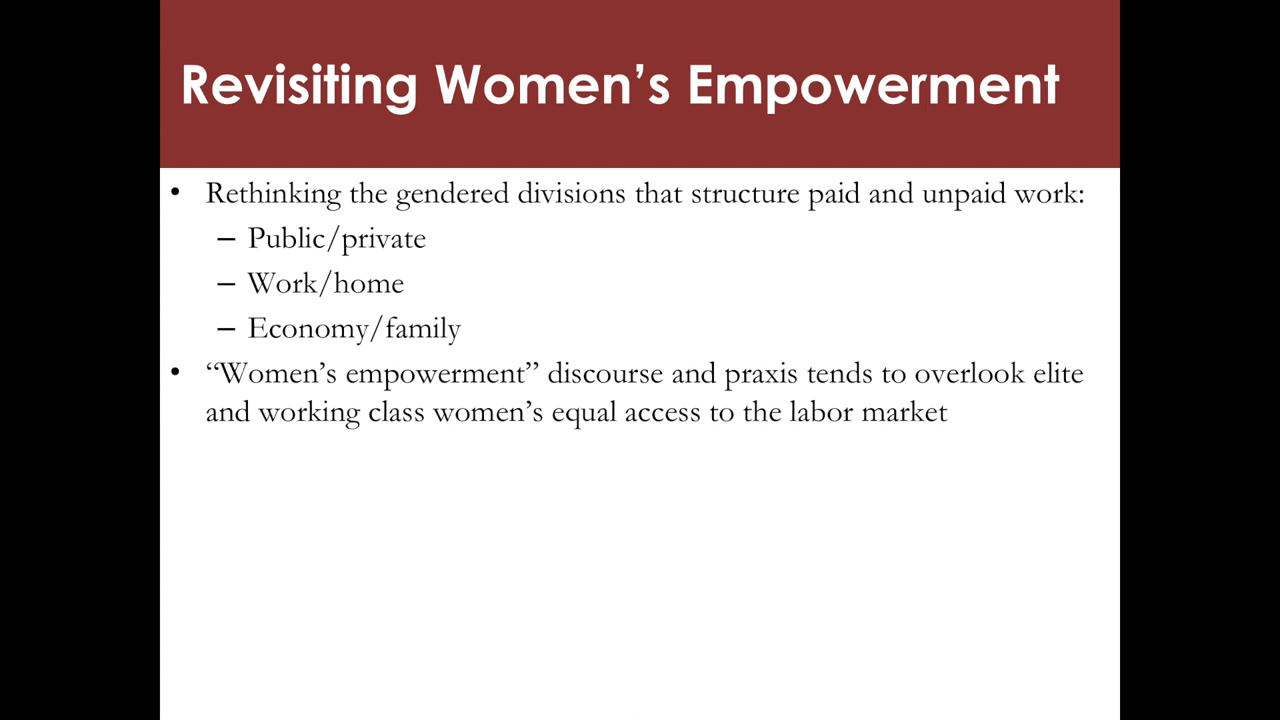 Revisiting Women’s Empowerment
• Rethinking the gendered divisions that structure paid and unpaid work:
– Public/private
– Work/home
– Economy/family
• “Women’s empowerment” discourse and praxis tends to overlook elite
and working class women’s equal access to the labor market